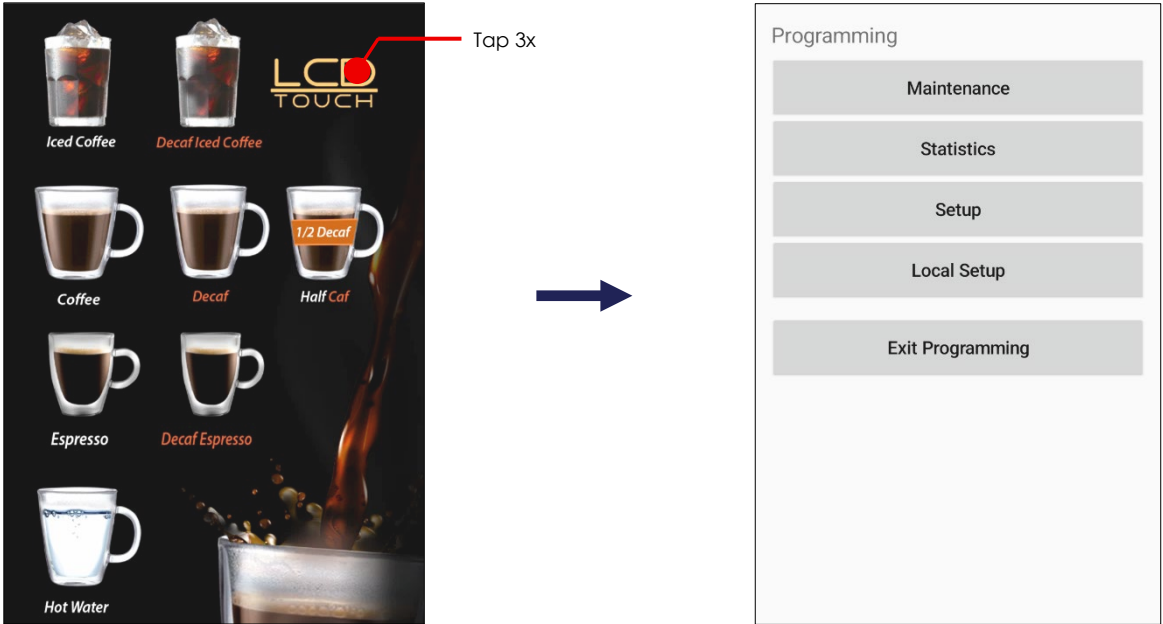 LCD
TOUCH
Tap 3x
Iced Coffee
Decaf Iced Coffee
1/2 Decaf
Coffee
Decaf
Half Caf
Espresso
Decaf Espresso
Hot Water
Programming
Maintenance
Statistics
Setup
Local Setup
Exit Programming